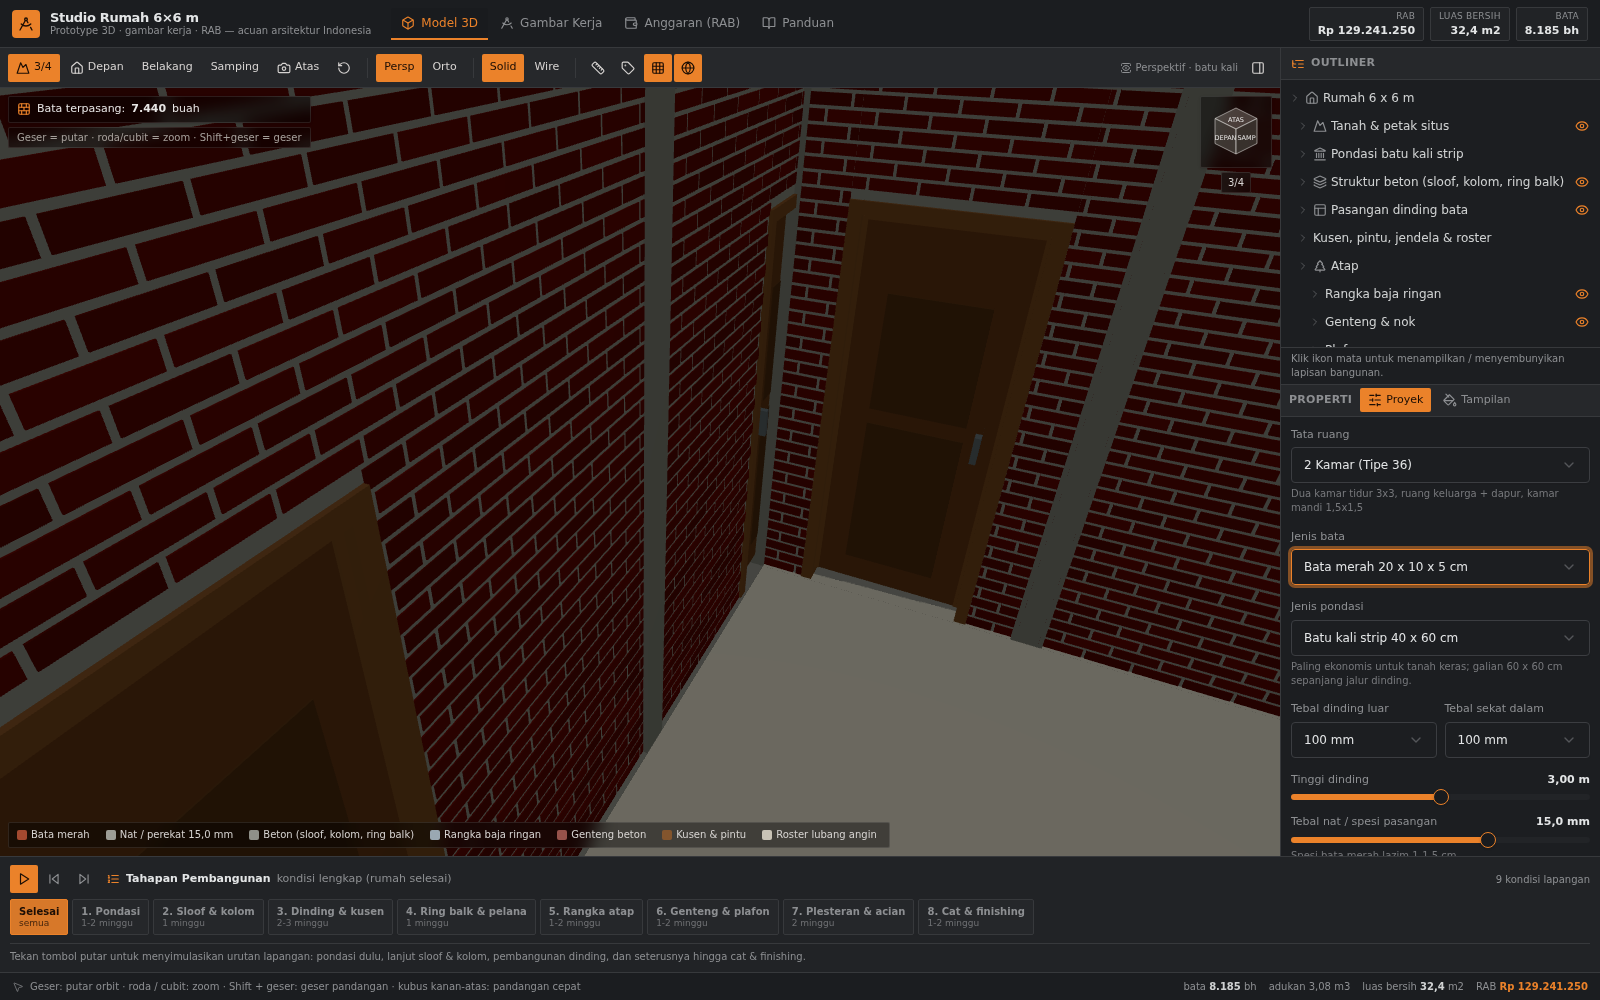 Studio Rumah 6×6 m
Prototype 3D · gambar kerja · RAB — acuan arsitektur Indonesia
Model 3D
Gambar Kerja
Anggaran (RAB)
Panduan
RAB
Rp 129.241.250
LUAS BERSIH
32,4 m2
BATA
8.185 bh
3/4
Depan
Belakang
Samping
Atas
Persp
Orto
Solid
Wire
Perspektif · batu kali
Bata terpasang: 7.440 buah
Geser = putar · roda/cubit = zoom · Shift+geser = geser
ATAS
DEPAN
SAMP
3/4
Bata merah
Nat / perekat 15,0 mm
Beton (sloof, kolom, ring balk)
Rangka baja ringan
Genteng beton
Kusen & pintu
Roster lubang angin
OUTLINER
Rumah 6 x 6 m
Tanah & petak situs
Pondasi batu kali strip
Struktur beton (sloof, kolom, ring balk)
Pasangan dinding bata
Kusen, pintu, jendela & roster
Atap
Rangka baja ringan
Genteng & nok
Klik ikon mata untuk menampilkan / menyembunyikan
lapisan bangunan.
PROPERTI
Proyek
Tampilan
Tata ruang
2 Kamar (Tipe 36)
Dua kamar tidur 3x3, ruang keluarga + dapur, kamar
mandi 1,5x1,5
Jenis bata
Bata merah 20 x 10 x 5 cm
Jenis pondasi
Batu kali strip 40 x 60 cm
Paling ekonomis untuk tanah keras; galian 60 x 60 cm
sepanjang jalur dinding.
Tebal dinding luar
Tebal sekat dalam
100 mm
100 mm
Tinggi dinding
3,00 m
Tebal nat / spesi pasangan
15,0 mm
Spesi bata merah lazim 1-1,5 cm
Tahapan Pembangunan
kondisi lengkap (rumah selesai)
9 kondisi lapangan
Selesai
semua
1. Pondasi
1-2 minggu
2. Sloof & kolom
1 minggu
3. Dinding & kusen
2-3 minggu
4. Ring balk & pelana
1 minggu
5. Rangka atap
1-2 minggu
6. Genteng & plafon
1-2 minggu
7. Plesteran & acian
2 minggu
8. Cat & finishing
1-2 minggu
Tekan tombol putar untuk menyimulasikan urutan lapangan: pondasi dulu, lanjut sloof & kolom, pembangunan dinding, dan seterusnya hingga cat & finishing.
Geser: putar orbit · roda / cubit: zoom · Shift + geser: geser pandangan · kubus kanan-atas: pandangan cepat
bata 8.185 bh
adukan 3,08 m3
luas bersih 32,4 m2
RAB Rp 129.241.250